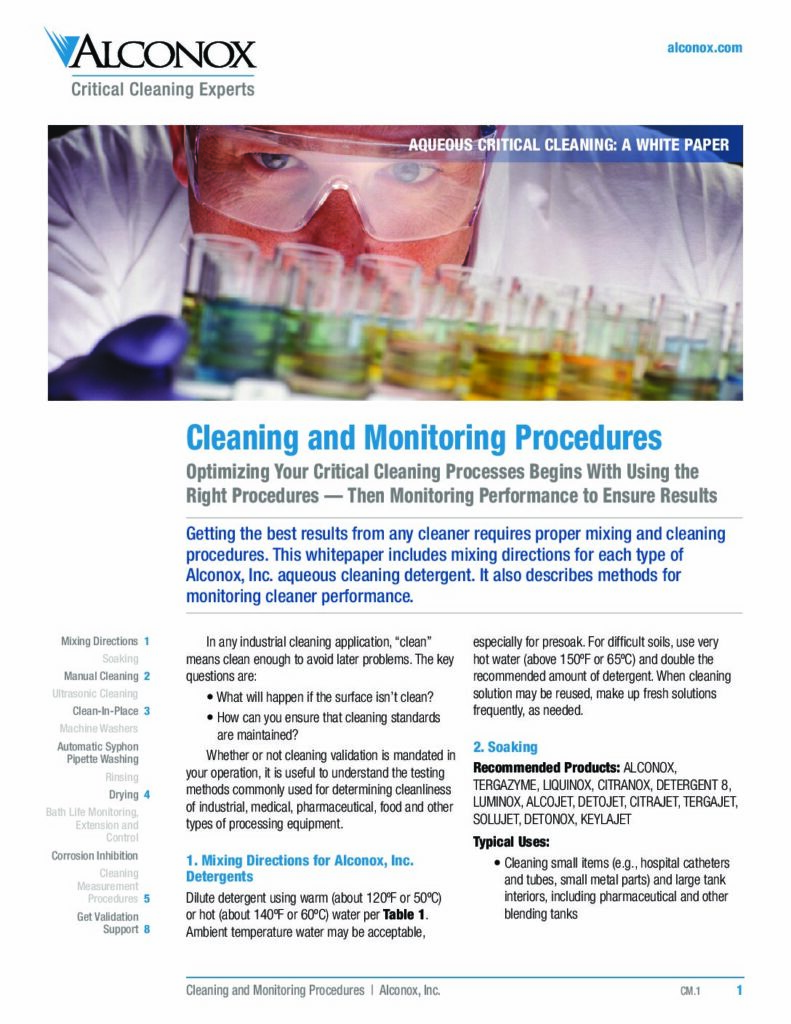 ALCONOX
Critical Cleaning Experts
alconox.com
AQUEOUS CRITICAL CLEANING: A WHITE PAPER
Cleaning and Monitoring Procedures
Optimizing Your Critical Cleaning Processes Begins With Using the
Right Procedures — Then Monitoring Performance to Ensure Results
Getting the best results from any cleaner requires proper mixing and cleaning
procedures. This whitepaper includes mixing directions for each type of
Alconox, Inc. aqueous cleaning detergent. It also describes methods for
monitoring cleaner performance.
Mixing Directions 1
Soaking
Manual Cleaning 2
Ultrasonic Cleaning
Clean-In-Place 3
Machine Washers
Automatic Syphon
Pipette Washing
Rinsing
Drying 4
Bath Life Monitoring,
Extension and
Control
Corrosion Inhibition
Cleaning
Measurement
Procedures 5
Get Validation
Support 8
In any industrial cleaning application, “clean”
means clean enough to avoid later problems. The key
questions are:
• What will happen if the surface isn’t clean?
• How can you ensure that cleaning standards
are maintained?
Whether or not cleaning validation is mandated in
your operation, it is useful to understand the testing
methods commonly used for determining cleanliness
of industrial, medical, pharmaceutical, food and other
types of processing equipment.
1. Mixing Directions for Alconox, Inc.
Detergents
Dilute detergent using warm (about 120ºF or 50ºC)
or hot (about 140ºF or 60ºC) water per Table 1.
Ambient temperature water may be acceptable,
especially for presoak. For difficult soils, use very
hot water (above 150ºF or 65ºC) and double the
recommended amount of detergent. When cleaning
solution may be reused, make up fresh solutions
frequently, as needed.
2. Soaking
Recommended Products: ALCONOX,
TERGAZYME, LIQUINOX, CITRANOX, DETERGENT 8,
LUMINOX, ALCOJET, DETOJET, CITRAJET, TERGAJET,
SOLUJET, DETONOX, KEYLAJET
Typical Uses:
• Cleaning small items (e.g., hospital catheters
and tubes, small metal parts) and large tank
interiors, including pharmaceutical and other
blending tanks
Cleaning and Monitoring Procedures | Alconox, Inc.
CM.1
1